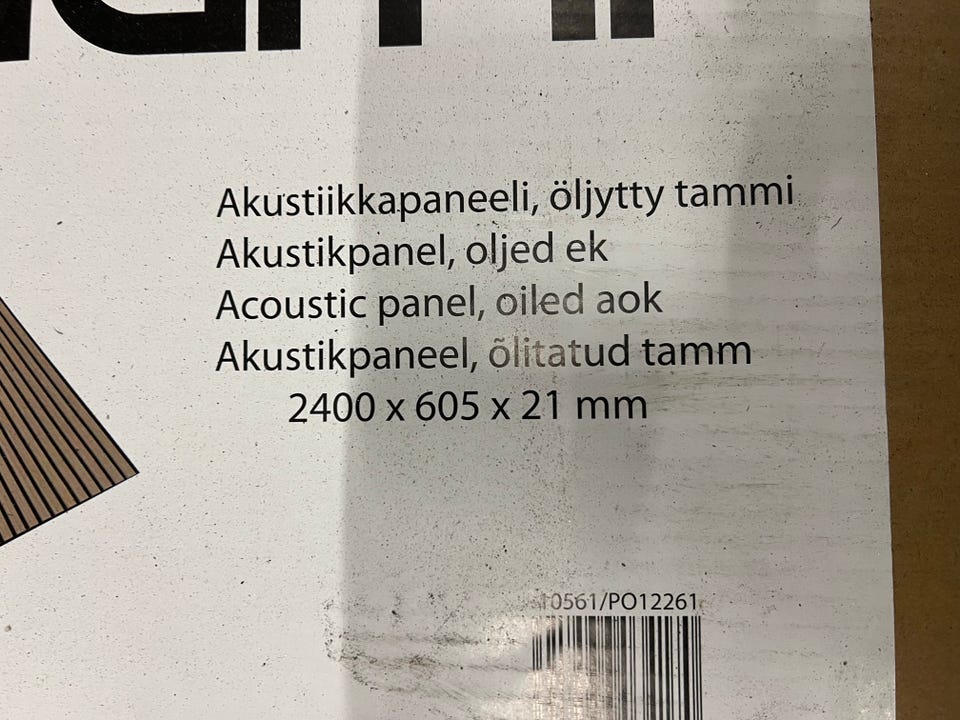 Akustiikkapaneeli, öljytty tammi
Akustikpanel, oljed ek
Acoustic panel, oiled aok
Akustikpaneel, õlitatud tamm
2400 x 605 x 21 mm
10561/PO12261